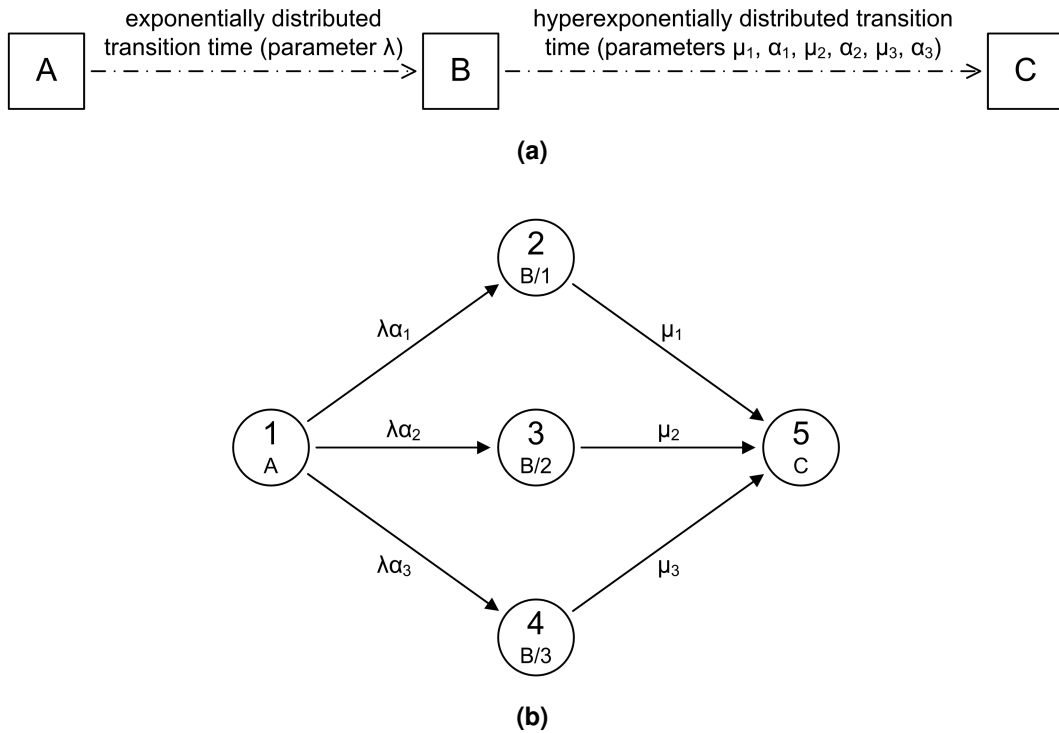 exponentially distributed
transition time (parameter λ)
hyperexponentially distributed transition
time (parameters μ₁, α₁, μ₂, α₂, μ₃, α₃)
A
B
C
(a)
2
B/1
λα₁
μ₁
1
A
λα₂
3
B/2
μ₂
5
C
λα₃
μ₃
4
B/3
(b)